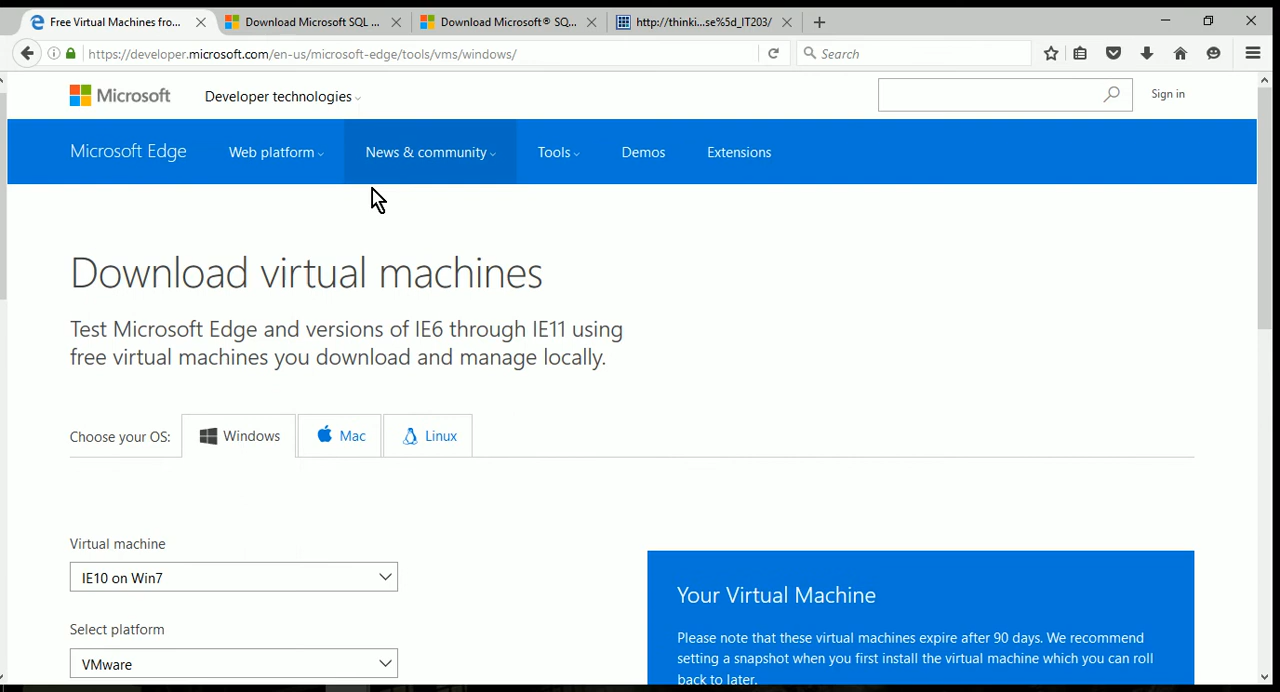 Free Virtual Machines fro...
Download Microsoft SQL ...
Download Microsoft® SQ...
http://thinki...se%5d_IT203/
https://developer.microsoft.com/en-us/microsoft-edge/tools/vms/windows/
Search
Microsoft
Developer technologies
Sign in
Microsoft Edge
Web platform
News & community
Tools
Demos
Extensions
Download virtual machines
Test Microsoft Edge and versions of IE6 through IE11 using
free virtual machines you download and manage locally.
Choose your OS:
Windows
Mac
Linux
Virtual machine
IE10 on Win7
Select platform
VMware
Your Virtual Machine
Please note that these virtual machines expire after 90 days. We recommend
setting a snapshot when you first install the virtual machine which you can roll
back to later.